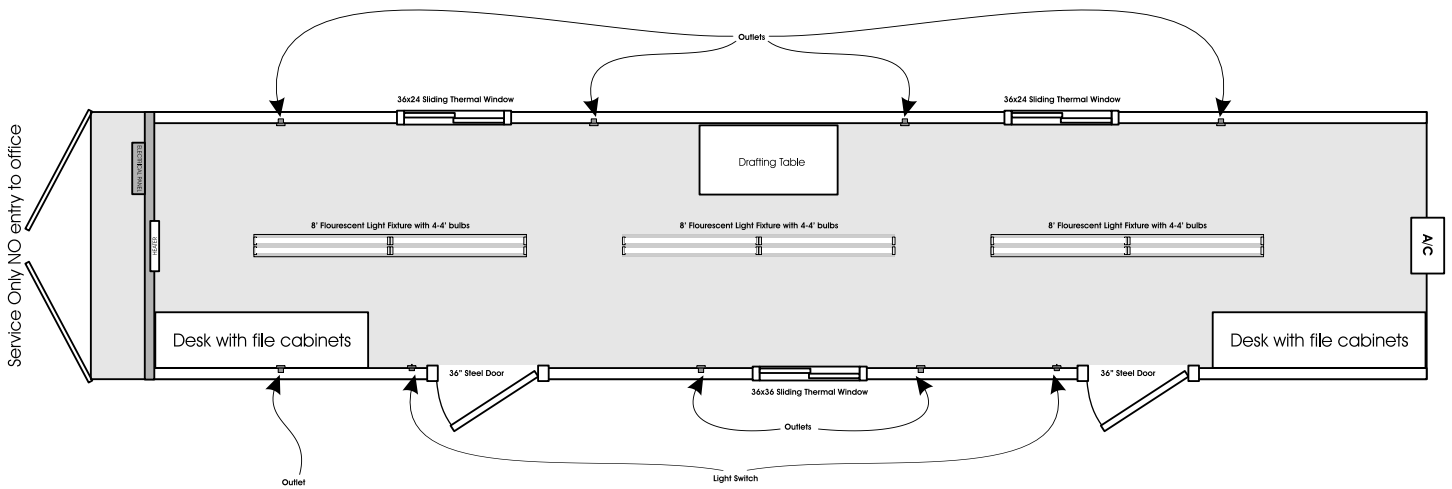 Outlets
36x24 Sliding Thermal Window
36x24 Sliding Thermal Window
Service Only NO entry to office
ELECTRICAL PANEL
Drafting Table
8' Flourescent Light Fixture with 4-4' bulbs
8' Flourescent Light Fixture with 4-4' bulbs
8' Flourescent Light Fixture with 4-4' bulbs
HEATER
A/C
Desk with file cabinets
Desk with file cabinets
36" Steel Door
36" Steel Door
36x36 Sliding Thermal Window
Outlets
Light Switch
Outlet